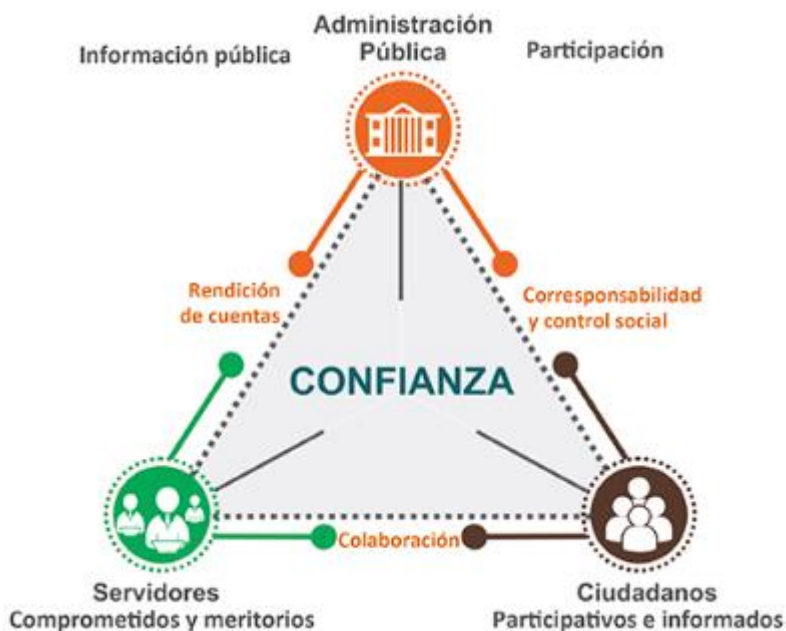 Administración
Pública
Información pública
Participación
Rendición
de cuentas
Corresponsabilidad
y control social
CONFIANZA
Colaboración
Servidores
Comprometidos y meritorios
Ciudadanos
Participativos e informados